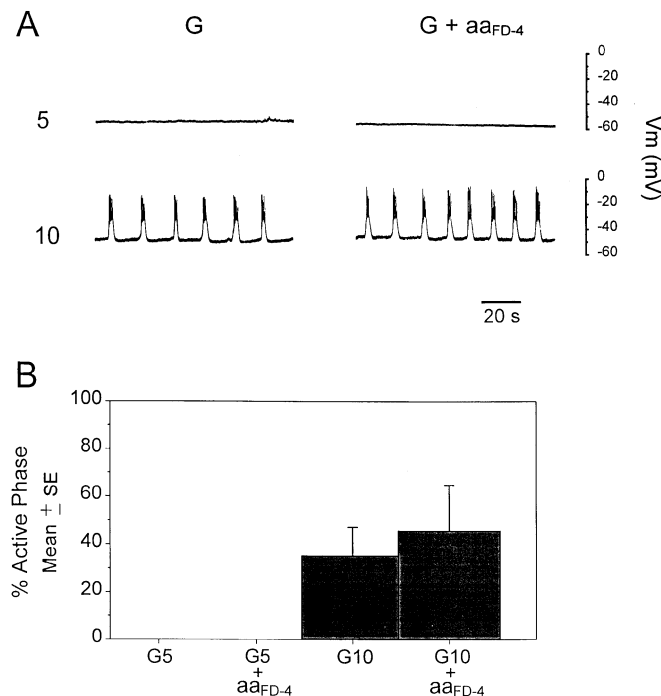 A
G
G + aaFD-4
5
0
-20
-40
-60
Vm (mV)
10
0
-20
-40
-60
20 s
B
% Active Phase
Mean ± SE
100
80
60
40
20
0
G5
G5
+
aaFD-4
G10
G10
+
aaFD-4